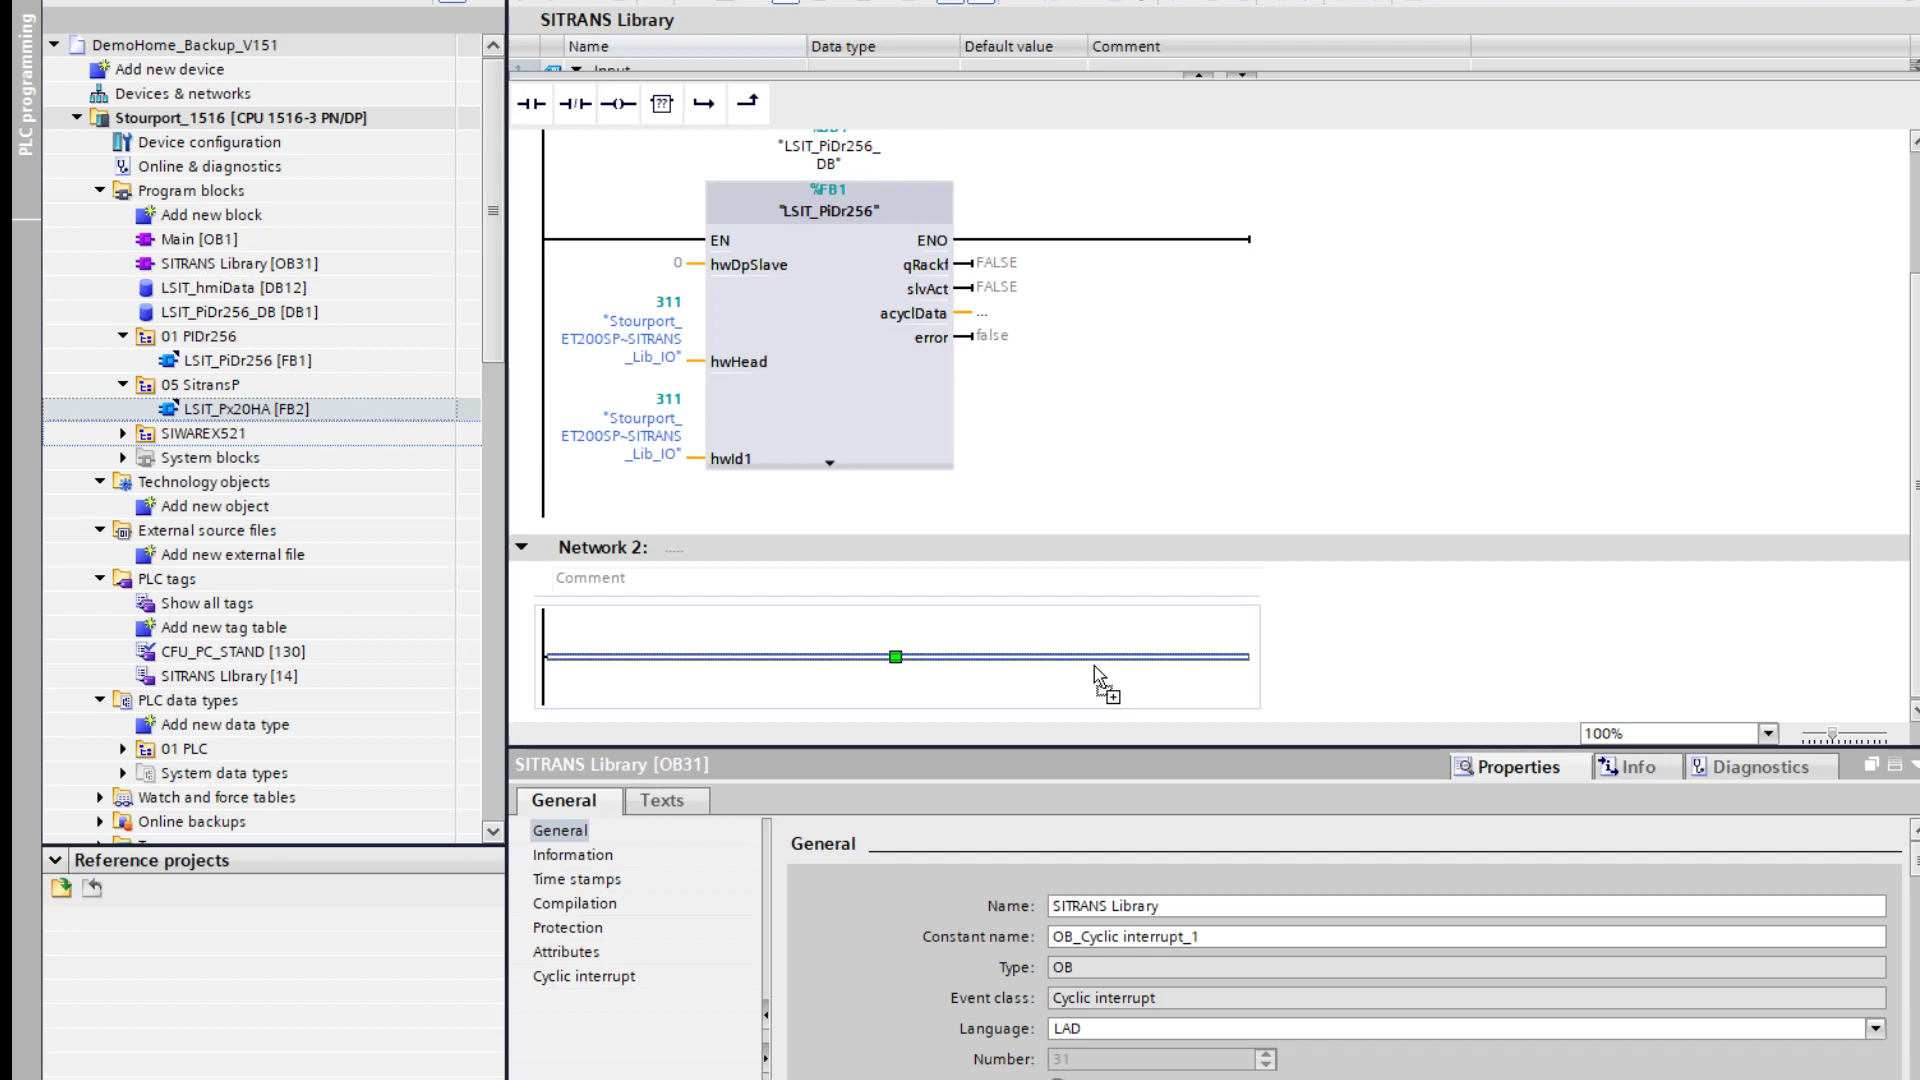 PLC programming
DemoHome_Backup_V151
Add new device
Devices & networks
Stourport_1516 [CPU 1516-3 PN/DP]
Device configuration
Online & diagnostics
Program blocks
Add new block
Main [OB1]
SITRANS Library [OB31]
LSIT_hmiData [DB12]
LSIT_PiDr256_DB [DB1]
01 PIDr256
LSIT_PiDr256 [FB1]
05 SitransP
LSIT_Px20HA [FB2]
SIWAREX521
System blocks
Technology objects
Add new object
External source files
Add new external file
PLC tags
Show all tags
Add new tag table
CFU_PC_STAND [130]
SITRANS LIbrary [14]
PLC data types
Add new data type
01 PLC
System data types
Watch and force tables
Online backups
Reference projects
SITRANS Library
Name Data type Default value Comment
1 Input
??
%DB1
"LSIT_PiDr256_
DB"
%FB1
"LSIT_PiDr256"
EN ENO
0 hwDpSlave qRackf FALSE
311 slvAct FALSE
"Stourport_ acyclData ...
ET200SP~SITRANS error false
_Lib_IO" hwHead
311
"Stourport_
ET200SP~SITRANS
_Lib_IO" hwId1
Network 2: .....
Comment
100%
SITRANS Library [OB31]
Properties Info Diagnostics
General Texts
General
Information
Time stamps
Compilation
Protection
Attributes
Cyclic interrupt
General
Name: SITRANS Library
Constant name: OB_Cyclic interrupt_1
Type: OB
Event class: Cyclic interrupt
Language: LAD
Number: 31